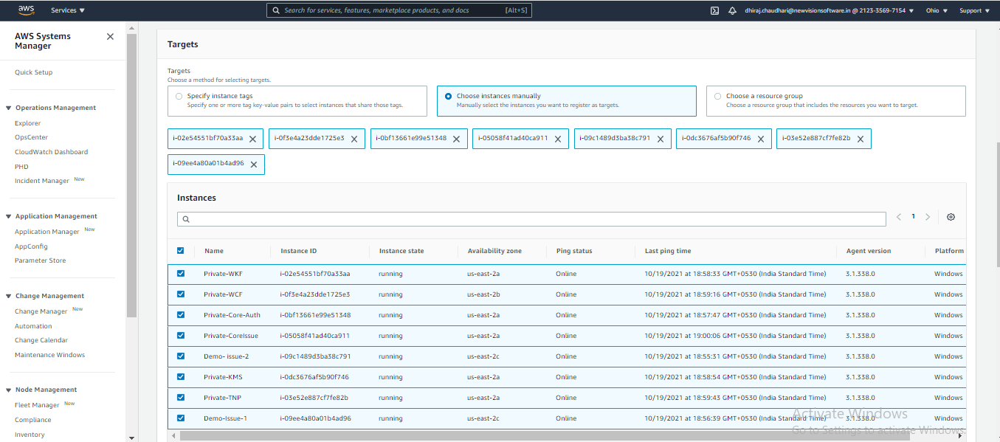 aws Services Search for services, features, marketplace products, and docs [Alt+S] dhiraj.chaudhari@newvisionsoftware.in @ 2123-3569-7154 Ohio Support
AWS Systems
Manager
Quick Setup
Operations Management
Explorer
OpsCenter
CloudWatch Dashboard
PHD
Incident Manager New
Application Management
Application Manager New
AppConfig
Parameter Store
Change Management
Change Manager New
Automation
Change Calendar
Maintenance Windows
Node Management
Fleet Manager New
Compliance
Inventory
Targets
Targets
Choose a method for selecting targets.
Specify instance tags
Specify one or more tag key-value pairs to select instances that share those tags.
Choose instances manually
Manually select the instances you want to register as targets.
Choose a resource group
Choose a resource group that includes the resources you want to target.
i-02e54551bf70a33aa i-0f3e4a23dde1725e3 i-0bf13661e99e51348 i-05058f41ad40ca911 i-09c1489d3ba38c791 i-0dc3676af5b90f746 i-03e52e887cf7fe82b
i-09ee4a80a01b4ad96
Instances
1
Name Instance ID Instance state Availability zone Ping status Last ping time Agent version Platform
Private-WKF i-02e54551bf70a33aa running us-east-2a Online 10/19/2021 at 18:58:33 GMT+0530 (India Standard Time) 3.1.338.0 Windows
Private-WCF i-0f3e4a23dde1725e3 running us-east-2b Online 10/19/2021 at 18:59:16 GMT+0530 (India Standard Time) 3.1.338.0 Windows
Private-Core-Auth i-0bf13661e99e51348 running us-east-2a Online 10/19/2021 at 18:57:47 GMT+0530 (India Standard Time) 3.1.338.0 Windows
Private-CoreIssue i-05058f41ad40ca911 running us-east-2a Online 10/19/2021 at 19:00:06 GMT+0530 (India Standard Time) 3.1.338.0 Windows
Demo- issue-2 i-09c1489d3ba38c791 running us-east-2c Online 10/19/2021 at 18:55:31 GMT+0530 (India Standard Time) 3.1.338.0 Windows
Private-KMS i-0dc3676af5b90f746 running us-east-2a Online 10/19/2021 at 18:58:54 GMT+0530 (India Standard Time) 3.1.338.0 Windows
Private-TNP i-03e52e887cf7fe82b running us-east-2a Online 10/19/2021 at 18:59:43 GMT+0530 (India Standard Time) 3.1.338.0 Windows
Demo-Issue-1 i-09ee4a80a01b4ad96 running us-east-2c Online 10/19/2021 at 18:56:39 GMT+0530 (India Standard Time) 3.1.338.0 Windows
Activate Windows
Go to Settings to activate Windows.